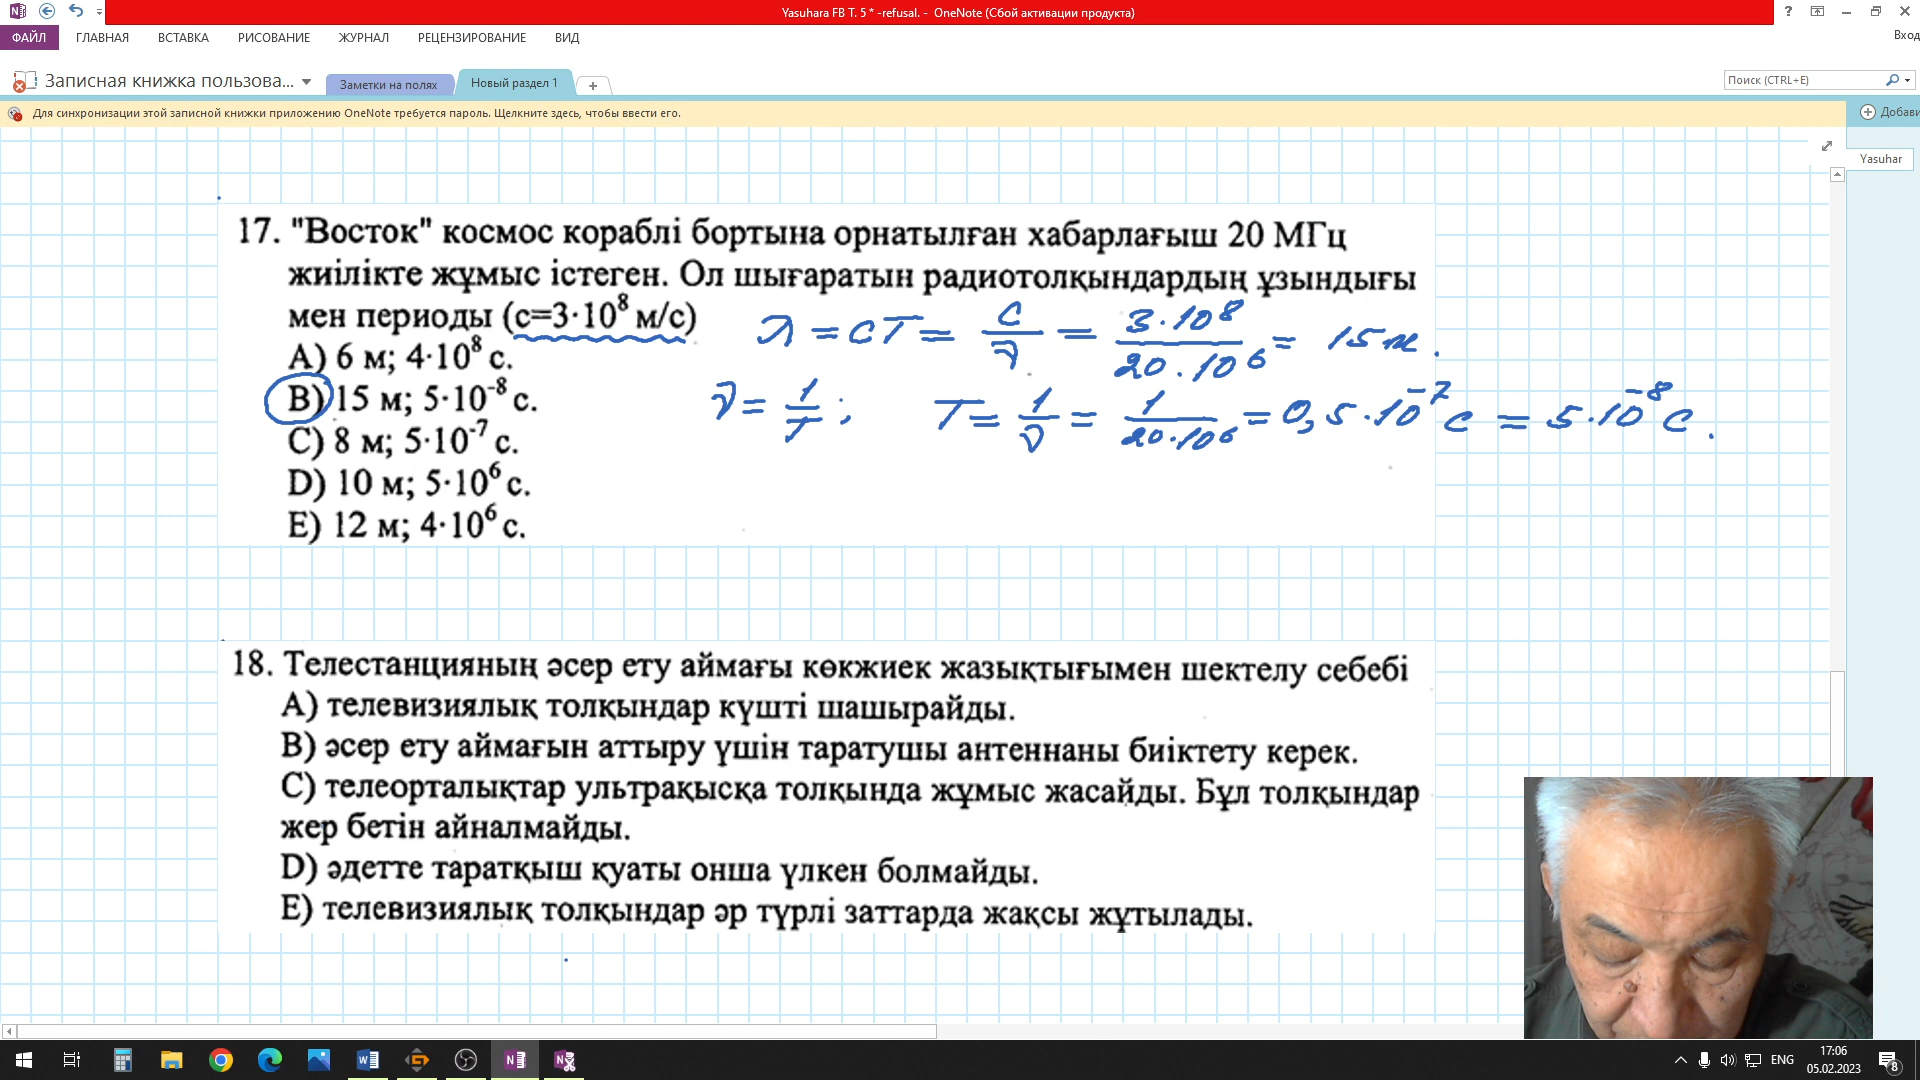 Yasuhara FB T. 5 * -refusal. - OneNote (Сбой активации продукта)
ФАЙЛ ГЛАВНАЯ ВСТАВКА РИСОВАНИЕ ЖУРНАЛ РЕЦЕНЗИРОВАНИЕ ВИД
Вход
Записная книжка пользова... Заметки на полях Новый раздел 1
Поиск (CTRL+E)
Для синхронизации этой записной книжки приложению OneNote требуется пароль. Щелкните здесь, чтобы ввести его.
Добави
Yasuhar
17. "Восток" космос кораблі бортына орнатылған хабарлағыш 20 МГц
жиілікте жұмыс істеген. Ол шығаратын радиотолқындардың ұзындығы
мен периоды (c=3·10⁸ м/с)
λ = cT = c/ν = 3·10⁸/20·10⁶ = 15 м.
A) 6 м; 4·10⁸ с.
B) 15 м; 5·10⁻⁸ с.
ν = 1/T; T = 1/ν = 1/20·10⁶ = 0,5·10⁻⁷ с = 5·10⁻⁸ с.
C) 8 м; 5·10⁻⁷ с.
D) 10 м; 5·10⁶ с.
E) 12 м; 4·10⁶ с.
18. Телестанцияның әсер ету аймағы көкжиек жазықтығымен шектелу себебі
A) телевизиялық толқындар күшті шашырайды.
B) әсер ету аймағын аттыру үшін таратушы антеннаны биіктету керек.
C) телеорталықтар ультрақысқа толқында жұмыс жасайды. Бұл толқындар
жер бетін айналмайды.
D) әдетте таратқыш қуаты онша үлкен болмайды.
E) телевизиялық толқындар әр түрлі заттарда жақсы жұтылады.
ENG
17:06
05.02.2023
8